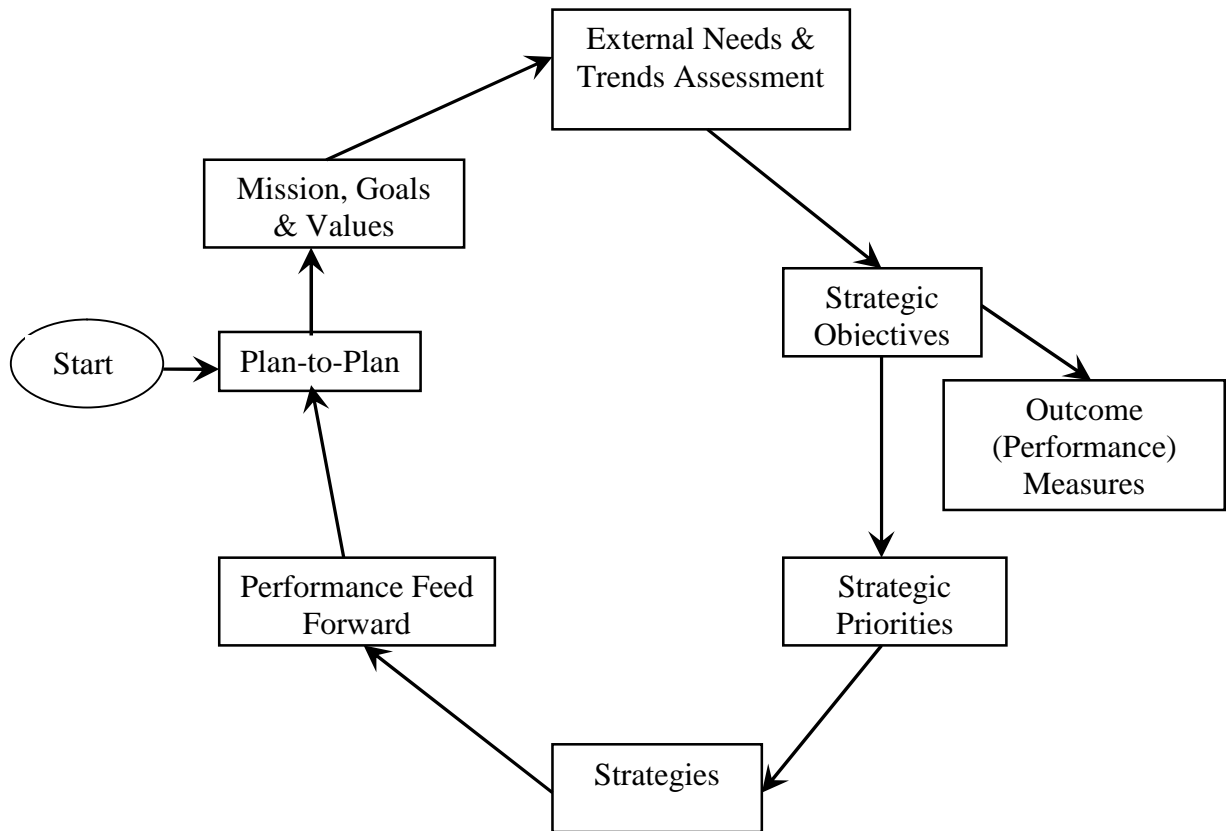 External Needs &
Trends Assessment
Mission, Goals
& Values
Strategic
Objectives
Start
Plan-to-Plan
Outcome
(Performance)
Measures
Performance Feed
Forward
Strategic
Priorities
Strategies